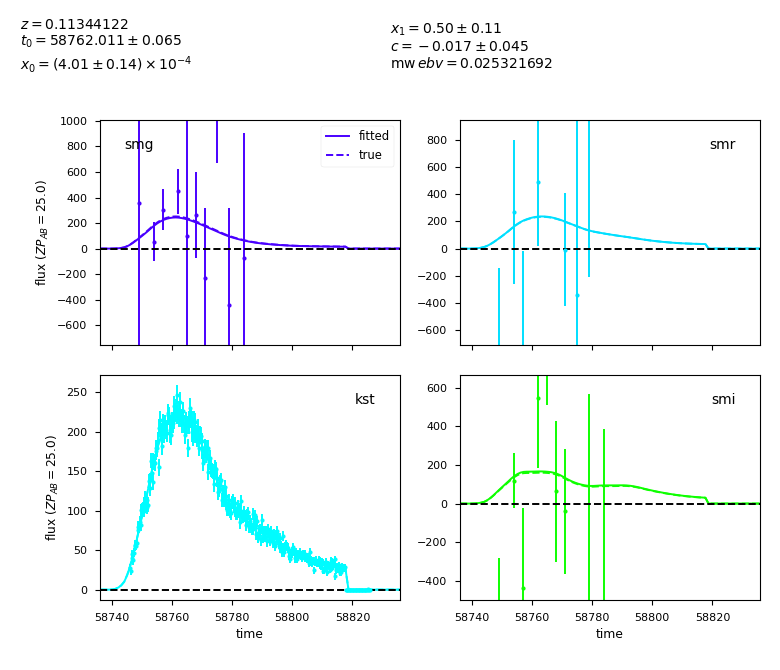 z = 0.11344122
t₀ = 58762.011 ± 0.065
x₀ = (4.01 ± 0.14) × 10⁻⁴
x₁ = 0.50 ± 0.11
c = −0.017 ± 0.045
mw ebv = 0.025321692
smg
fitted
true
1000
800
600
400
200
0
−200
−400
−600
flux (ZP_AB = 25.0)
smr
800
600
400
200
0
−200
−400
−600
kst
250
200
150
100
50
0
flux (ZP_AB = 25.0)
58740 58760 58780 58800 58820
time
smi
600
400
200
0
−200
−400
58740 58760 58780 58800 58820
time